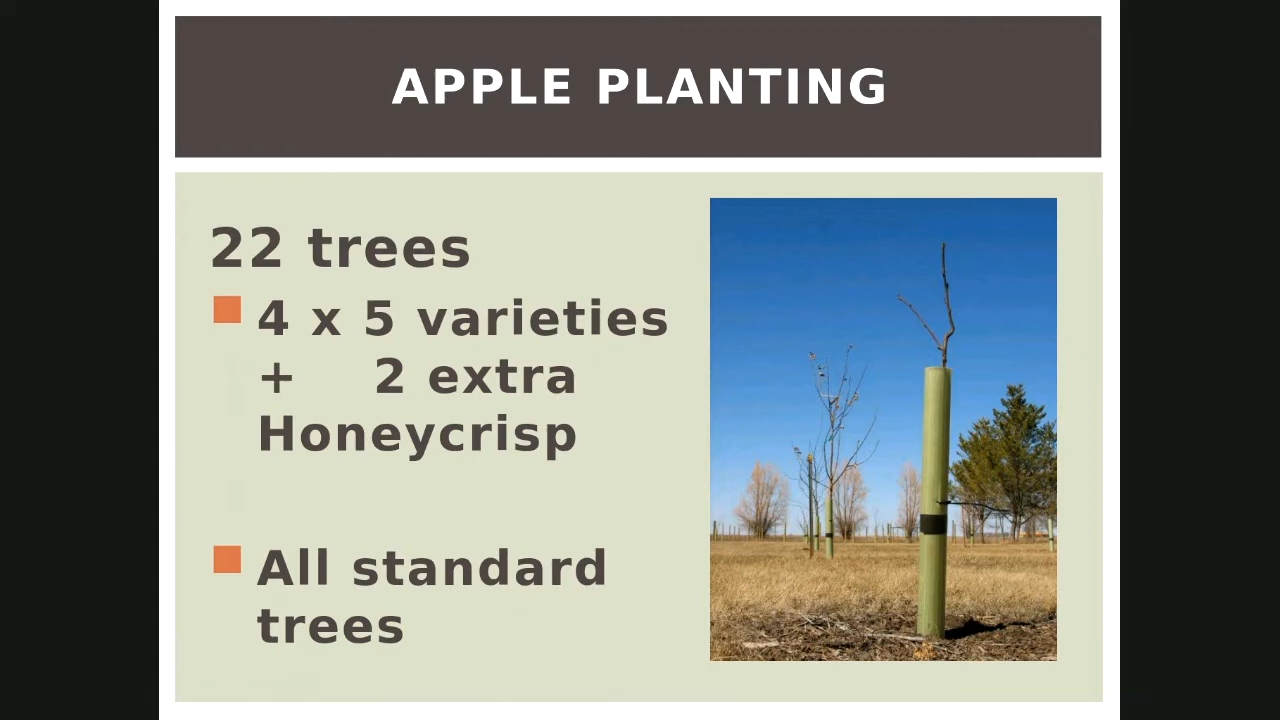 APPLE PLANTING
22 trees
4 x 5 varieties
+ 2 extra
Honeycrisp
All standard
trees